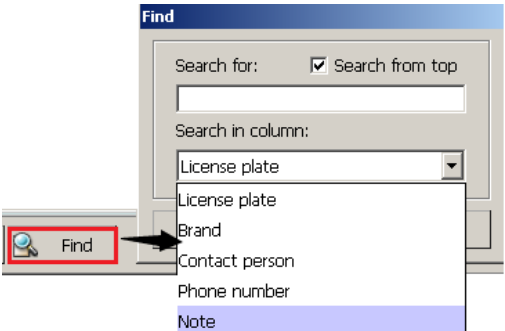 Find
Search for:
Search from top
Search in column:
License plate
License plate
Brand
Contact person
Phone number
Note
Find